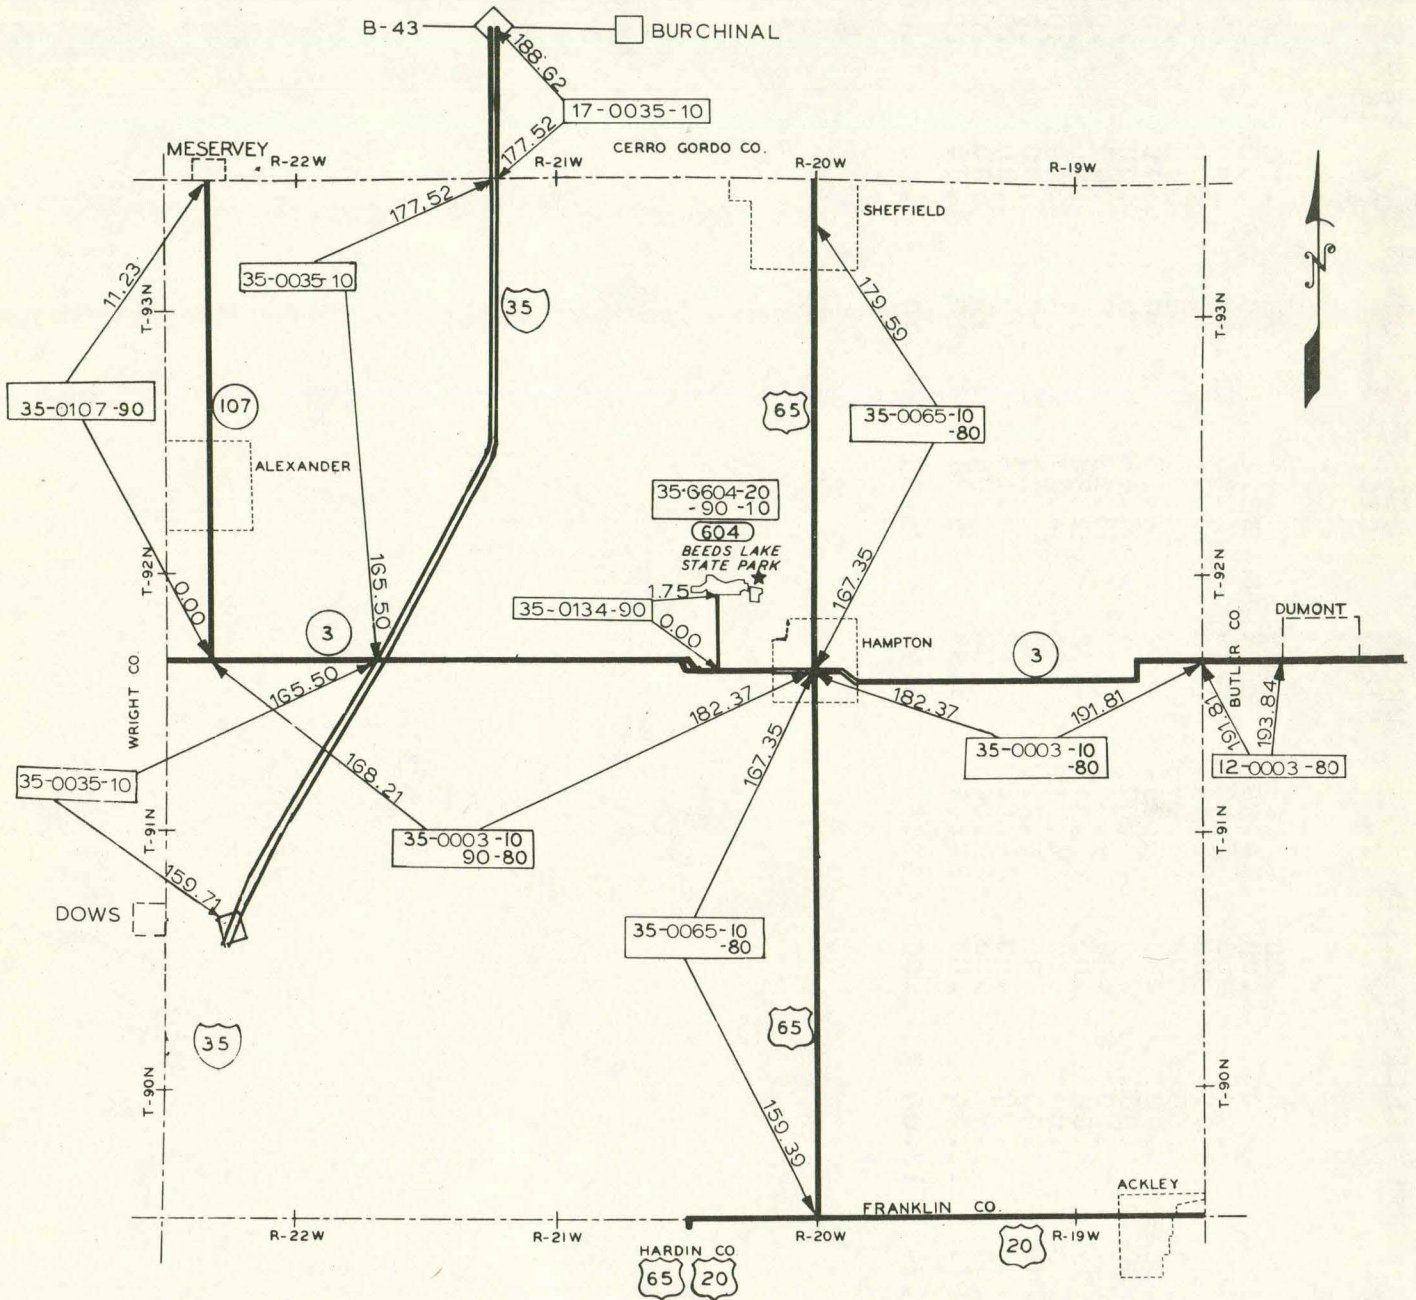 B-43
BURCHINAL
188.62
17-0035-10
177.52
MESERVEY
R-22W
R-21W
CERRO GORDO CO.
R-20W
R-19W
177.52
SHEFFIELD
N
35-0035-10
11.23
T-93N
35
179.59
T-93N
35-0107-90
107
65
35-0065-10
-80
ALEXANDER
35-6604-20
-90 -10
604
BEEDS LAKE
STATE PARK
T-92N
0.00
165.50
1.75
167.35
T-92N
35-0134-90
0.00
DUMONT
3
HAMPTON
3
WRIGHT CO.
165.50
182.37
182.37
191.81
BUTLER CO
191.81
193.84
167.35
35-0003-10
-80
12-0003-80
35-0035-10
168.21
T-91N
35-0003-10
90-80
T-91N
159.71
DOWS
35-0065-10
-80
35
65
T-90N
T-90N
159.39
ACKLEY
FRANKLIN CO.
R-22W
R-21W
R-20W
20
R-19W
HARDIN CO
65
20